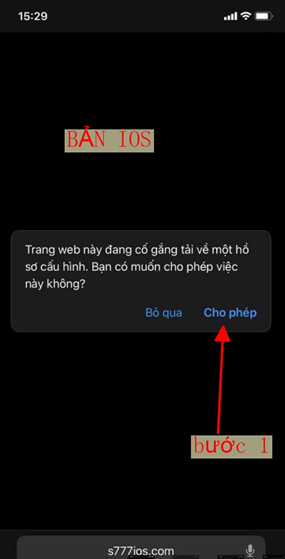 15:29
BẢN IOS
Trang web này đang cố gắng tải về một hồ
sơ cấu hình. Bạn có muốn cho phép việc
này không?
Bỏ qua Cho phép
bước 1
s777ios.com